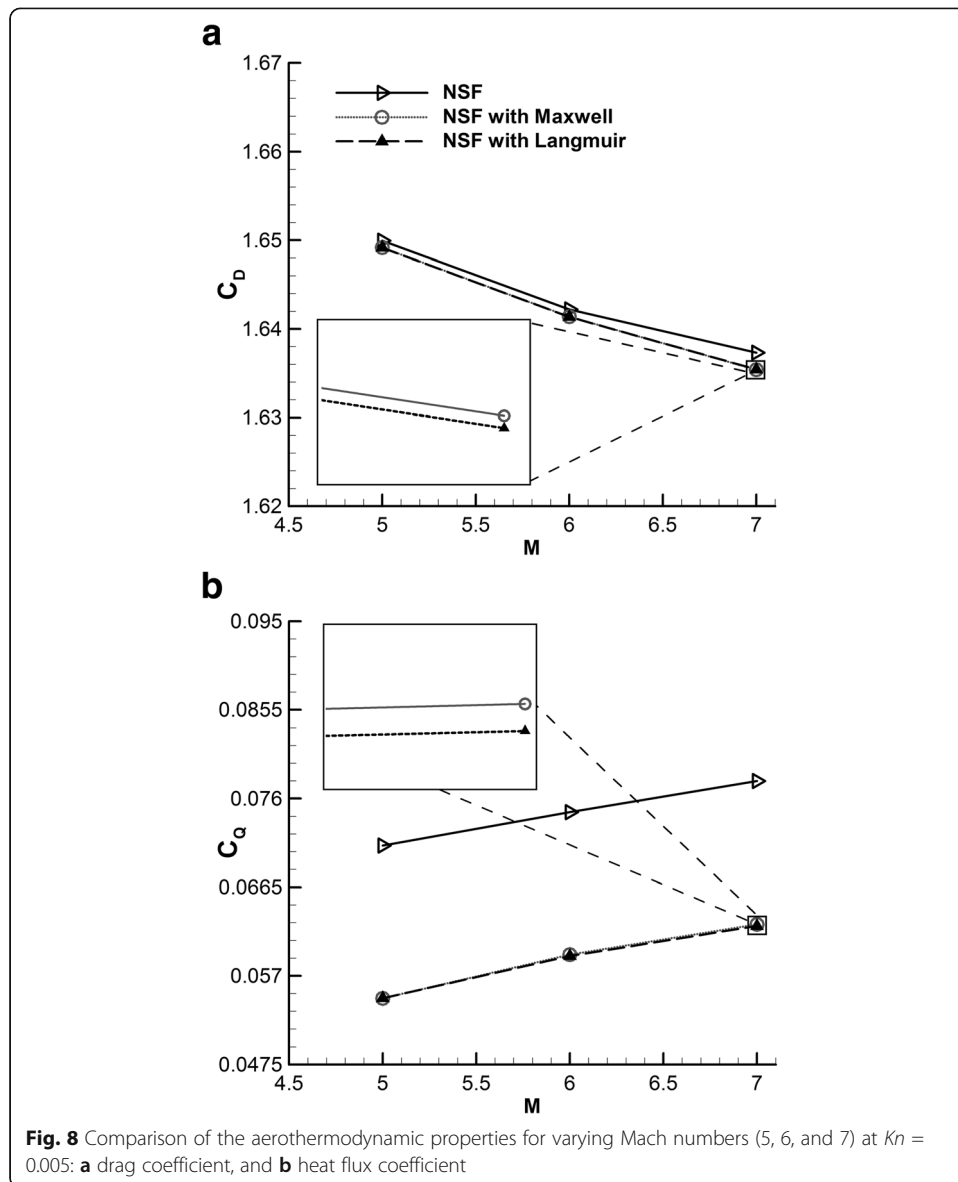 a
1.67
1.66
1.65
1.64
1.63
1.62
C_D
NSF
NSF with Maxwell
NSF with Langmuir
4.5 5 5.5 6 6.5 7
M
b
0.095
0.0855
0.076
0.0665
0.057
0.0475
C_Q
4.5 5 5.5 6 6.5 7
M
Fig. 8 Comparison of the aerothermodynamic properties for varying Mach numbers (5, 6, and 7) at Kn =
0.005: a drag coefficient, and b heat flux coefficient